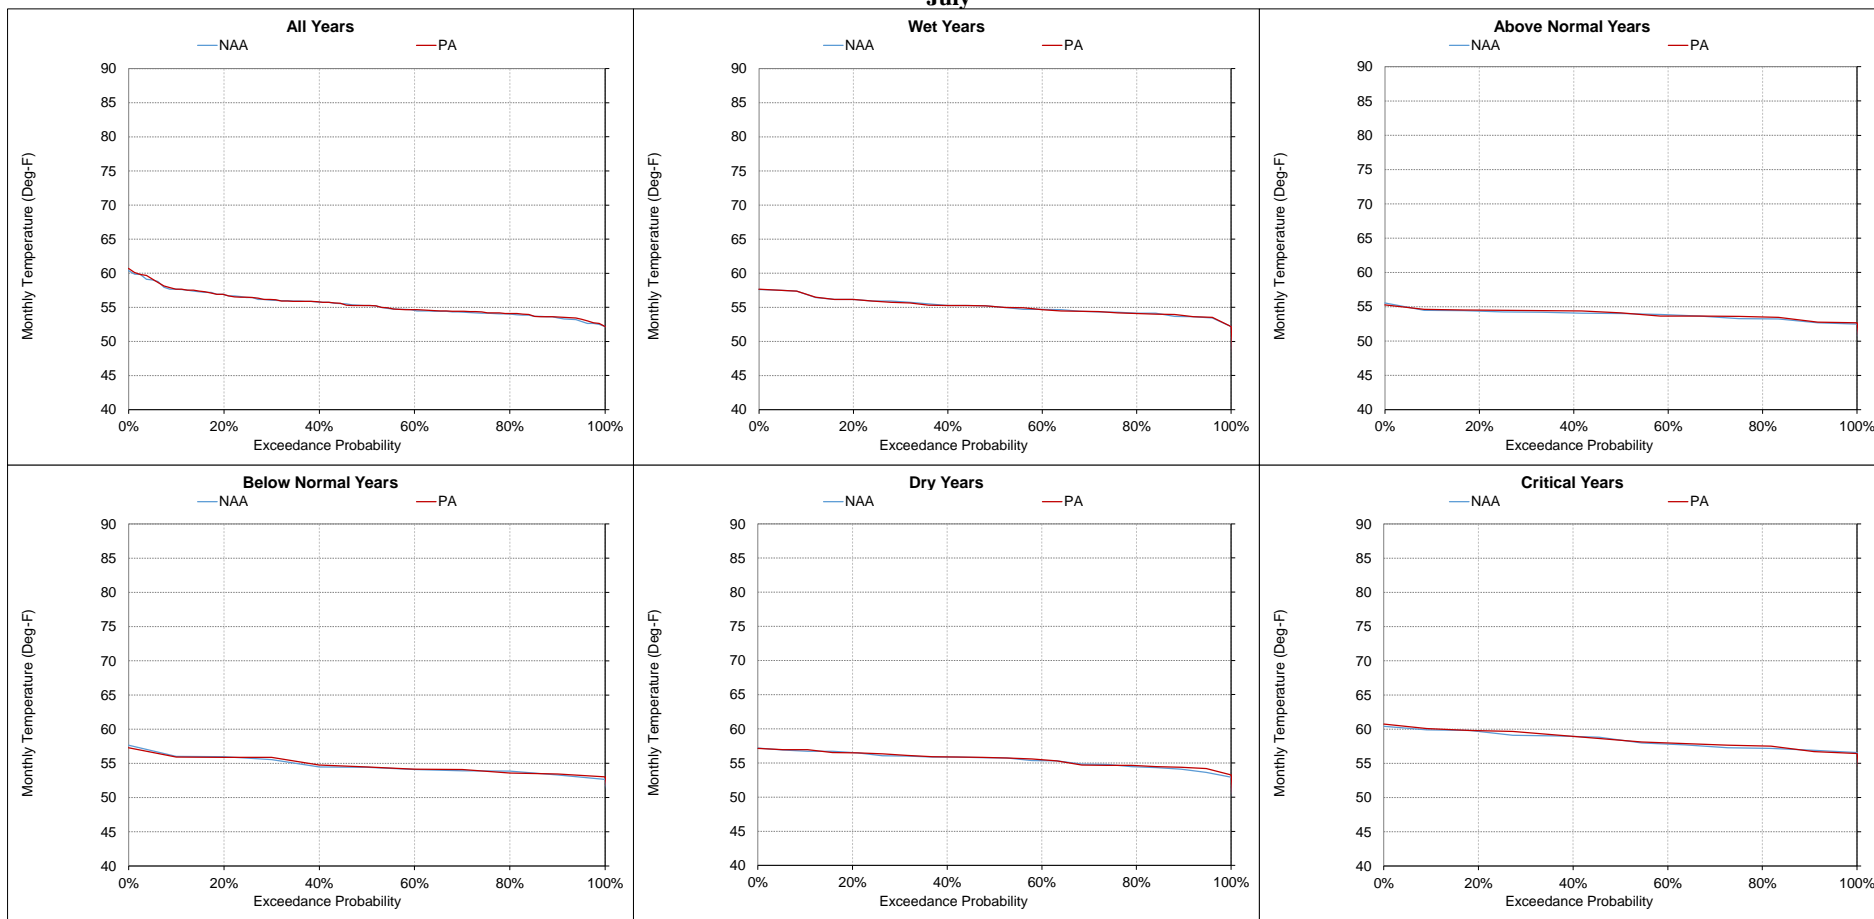 July
All Years
NAA PA
Monthly Temperature (Deg-F)
90
85
80
75
70
65
60
55
50
45
40
0% 20% 40% 60% 80% 100%
Exceedance Probability
Wet Years
NAA PA
Monthly Temperature (Deg-F)
90
85
80
75
70
65
60
55
50
45
40
0% 20% 40% 60% 80% 100%
Exceedance Probability
Above Normal Years
NAA PA
Monthly Temperature (Deg-F)
90
85
80
75
70
65
60
55
50
45
40
0% 20% 40% 60% 80% 100%
Exceedance Probability
Below Normal Years
NAA PA
Monthly Temperature (Deg-F)
90
85
80
75
70
65
60
55
50
45
40
0% 20% 40% 60% 80% 100%
Exceedance Probability
Dry Years
NAA PA
Monthly Temperature (Deg-F)
90
85
80
75
70
65
60
55
50
45
40
0% 20% 40% 60% 80% 100%
Exceedance Probability
Critical Years
NAA PA
Monthly Temperature (Deg-F)
90
85
80
75
70
65
60
55
50
45
40
0% 20% 40% 60% 80% 100%
Exceedance Probability